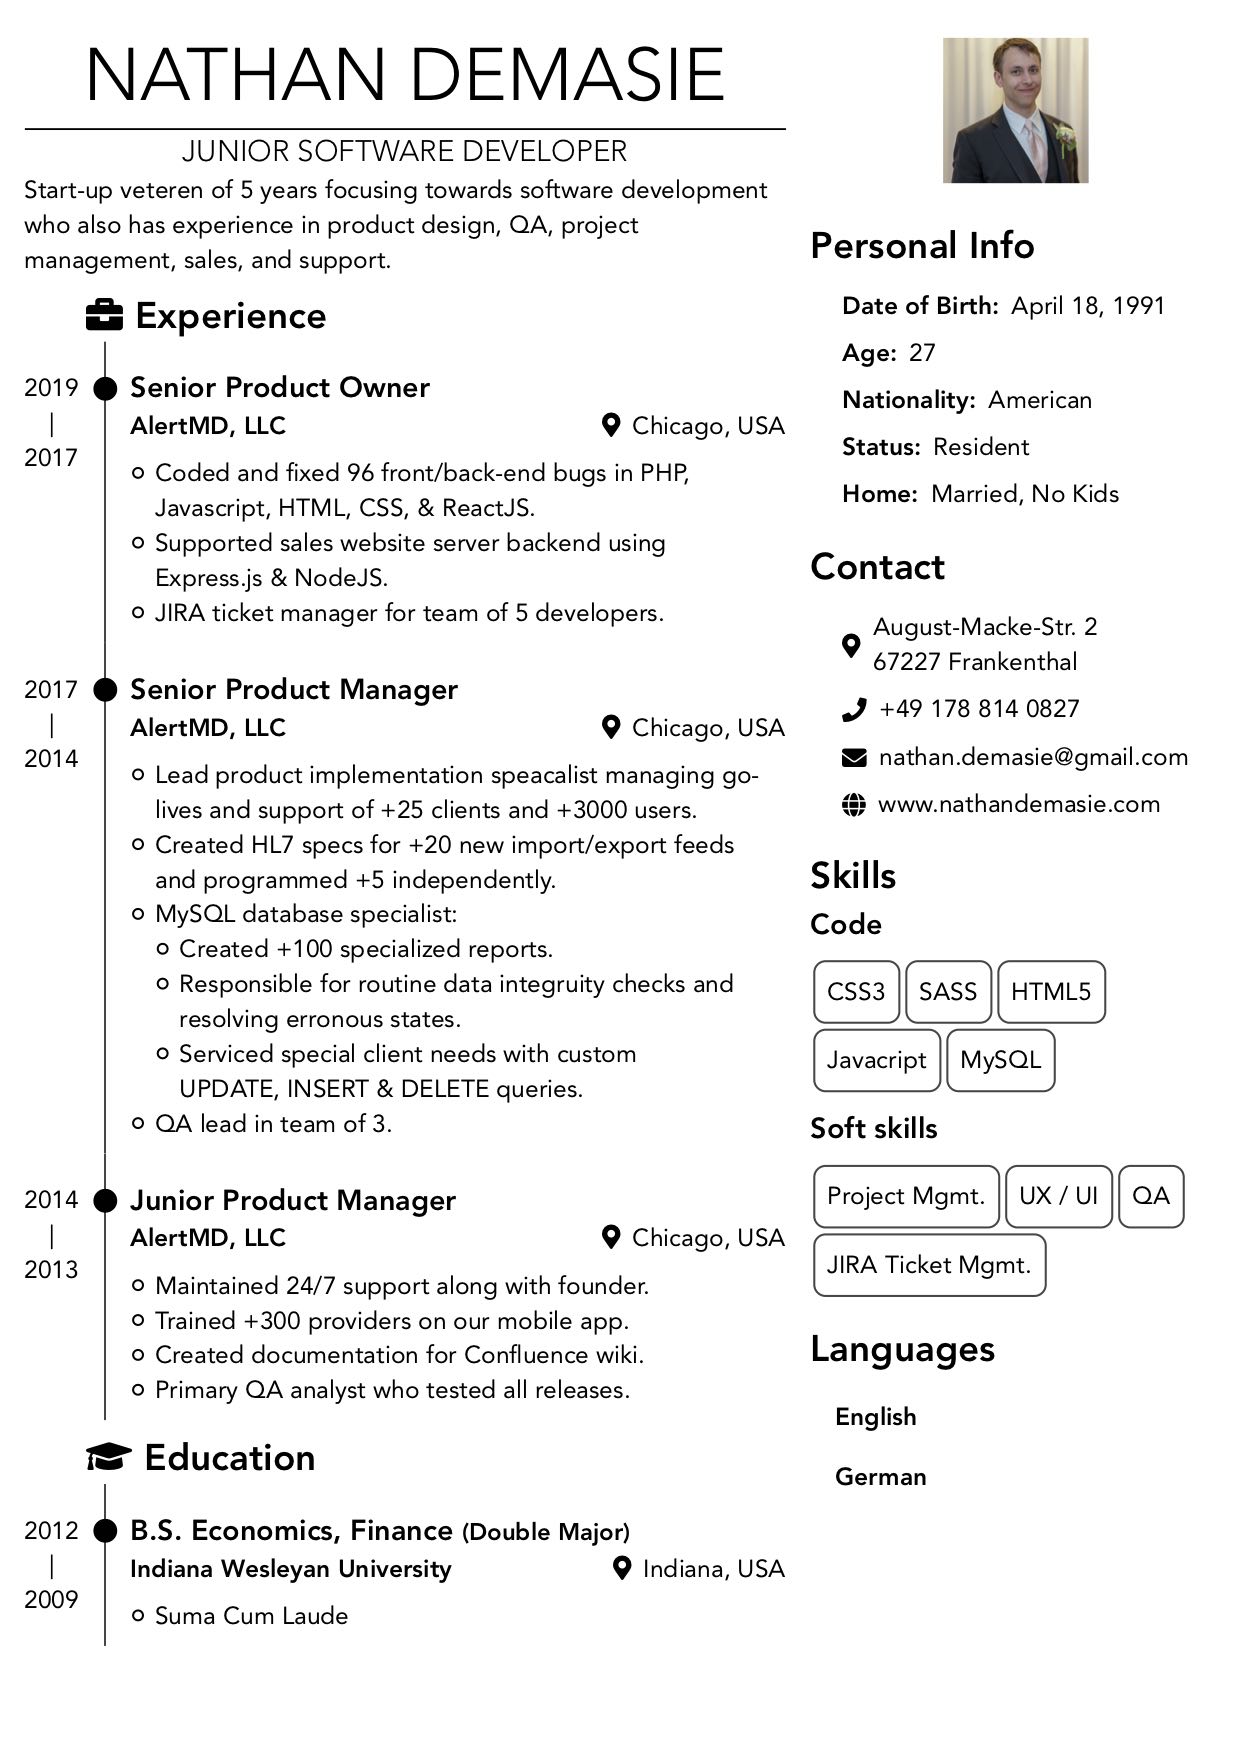 NATHAN DEMASIE
JUNIOR SOFTWARE DEVELOPER
Start-up veteren of 5 years focusing towards software development
who also has experience in product design, QA, project
management, sales, and support.
Experience
2019
|
2017
Senior Product Owner
AlertMD, LLC Chicago, USA
Coded and fixed 96 front/back-end bugs in PHP,
Javascript, HTML, CSS, & ReactJS.
Supported sales website server backend using
Express.js & NodeJS.
JIRA ticket manager for team of 5 developers.
2017
|
2014
Senior Product Manager
AlertMD, LLC Chicago, USA
Lead product implementation speacalist managing go-
lives and support of +25 clients and +3000 users.
Created HL7 specs for +20 new import/export feeds
and programmed +5 independently.
MySQL database specialist:
Created +100 specialized reports.
Responsible for routine data integruity checks and
resolving erronous states.
Serviced special client needs with custom
UPDATE, INSERT & DELETE queries.
QA lead in team of 3.
2014
|
2013
Junior Product Manager
AlertMD, LLC Chicago, USA
Maintained 24/7 support along with founder.
Trained +300 providers on our mobile app.
Created documentation for Confluence wiki.
Primary QA analyst who tested all releases.
Education
2012
|
2009
B.S. Economics, Finance (Double Major)
Indiana Wesleyan University Indiana, USA
Suma Cum Laude
Personal Info
Date of Birth: April 18, 1991
Age: 27
Nationality: American
Status: Resident
Home: Married, No Kids
Contact
August-Macke-Str. 2
67227 Frankenthal
+49 178 814 0827
nathan.demasie@gmail.com
www.nathandemasie.com
Skills
Code
CSS3 SASS HTML5
Javacript MySQL
Soft skills
Project Mgmt. UX / UI QA
JIRA Ticket Mgmt.
Languages
English
German